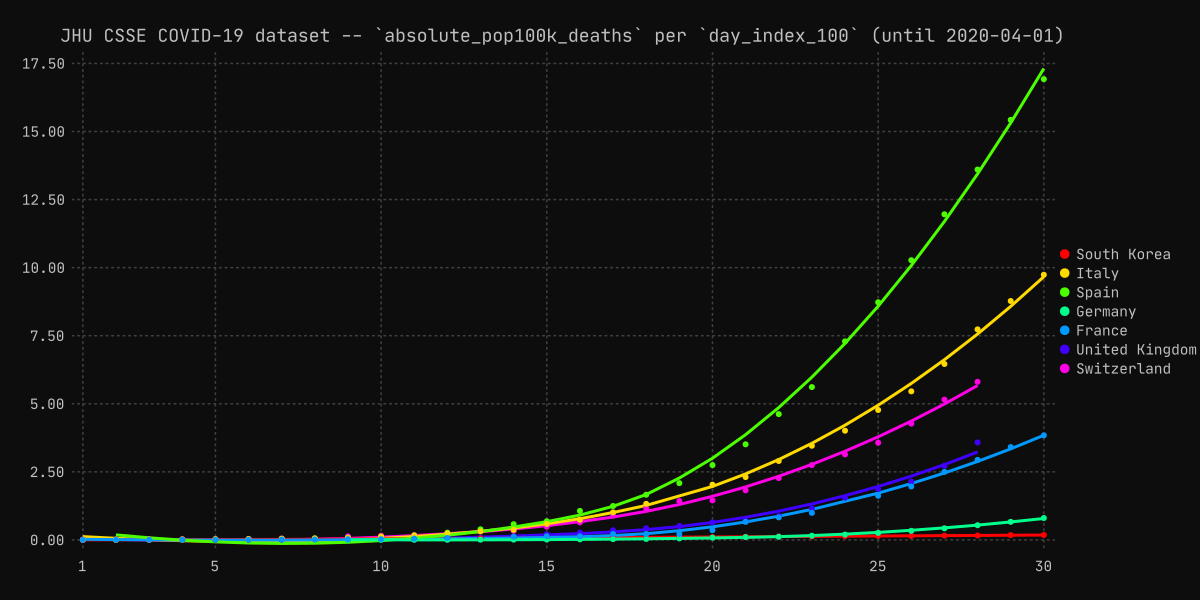 JHU CSSE COVID-19 dataset -- `absolute_pop100k_deaths` per `day_index_100` (until 2020-04-01)
17.50
15.00
12.50
10.00
7.50
5.00
2.50
0.00
1 5 10 15 20 25 30
South Korea
Italy
Spain
Germany
France
United Kingdom
Switzerland